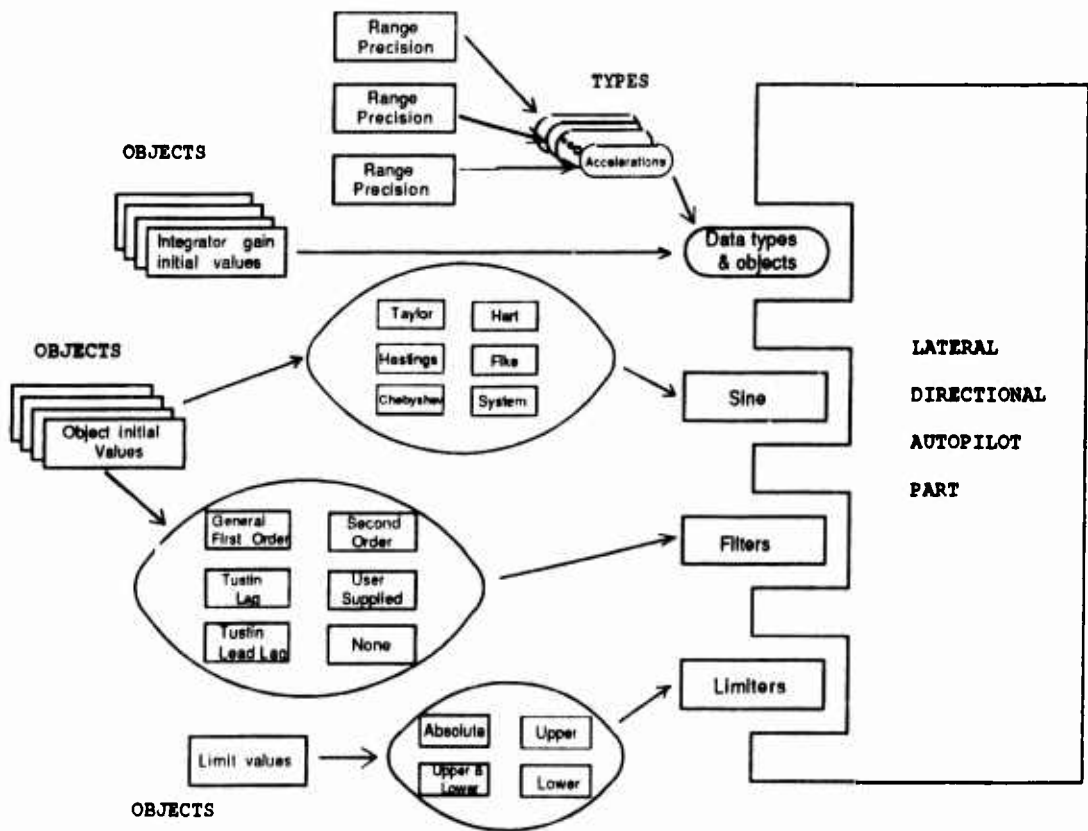 Range
Precision
TYPES
Range
Precision
OBJECTS
Accelerations
Range
Precision
Integrator gain
initial values
Data types
& objects
Taylor
Hart
OBJECTS
Hastings
Fike
LATERAL
DIRECTIONAL
AUTOPILOT
PART
Chebyshev
System
Sine
Object initial
Values
General
First Order
Second
Order
Filters
Tustin
Lag
User
Supplied
Tustin
Lead Lag
None
Limiters
Absolute
Upper
Limit values
Upper &
Lower
Lower
OBJECTS